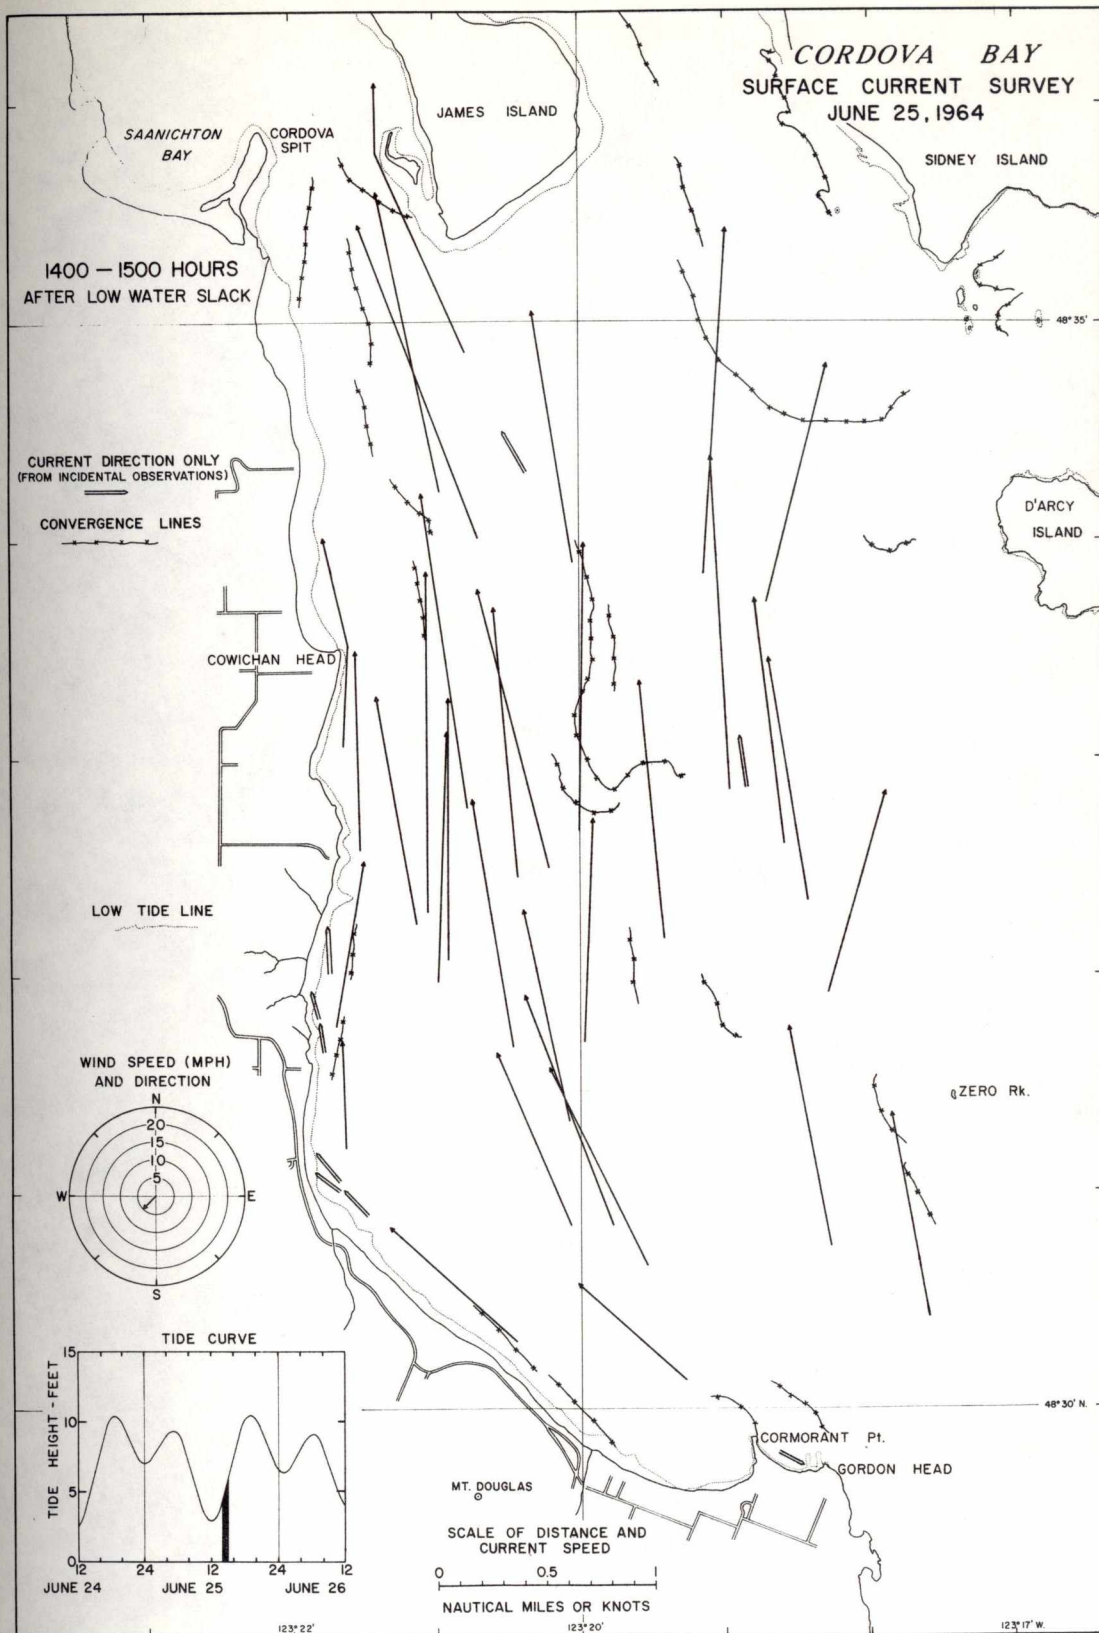 CORDOVA BAY
SURFACE CURRENT SURVEY
JUNE 25, 1964
JAMES ISLAND
SAANICHTON
BAY
CORDOVA
SPIT
SIDNEY ISLAND
1400 – 1500 HOURS
AFTER LOW WATER SLACK
48° 35'
CURRENT DIRECTION ONLY
(FROM INCIDENTAL OBSERVATIONS)
CONVERGENCE LINES
D'ARCY
ISLAND
COWICHAN HEAD
LOW TIDE LINE
WIND SPEED (MPH)
AND DIRECTION
N
20
15
10
5
W
E
S
ZERO Rk.
TIDE CURVE
TIDE HEIGHT - FEET
15
10
5
0
12 24 12 24 12
JUNE 24 JUNE 25 JUNE 26
48° 30' N.
CORMORANT Pt.
GORDON HEAD
MT. DOUGLAS
SCALE OF DISTANCE AND
CURRENT SPEED
0 0.5 1
NAUTICAL MILES OR KNOTS
123° 22' 123° 20' 123° 17' W.